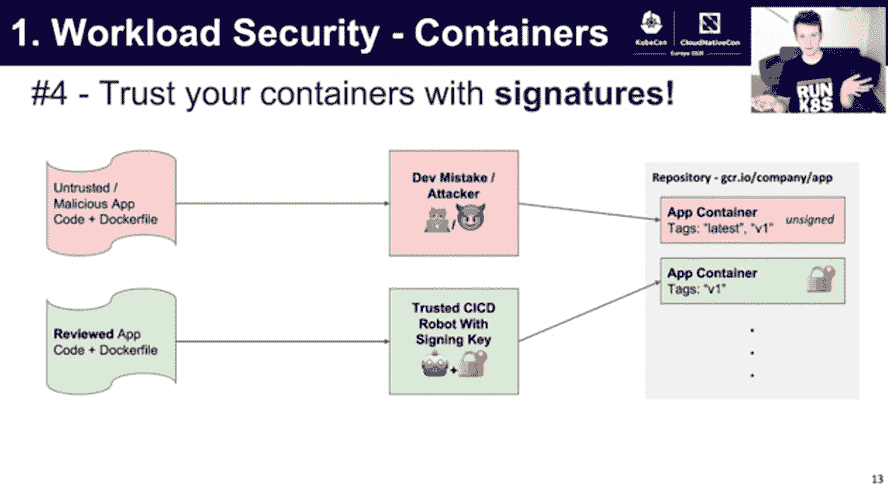 1. Workload Security - Containers
KubeCon
CloudNativeCon
Europe 2020
RUN
K8S
#4 - Trust your containers with signatures!
Untrusted /
Malicious App
Code + Dockerfile
Dev Mistake /
Attacker
/
Repository - gcr.io/company/app
App Container
Tags: "latest", "v1"
unsigned
App Container
Tags: "v1"
Reviewed App
Code + Dockerfile
Trusted CICD
Robot With
Signing Key
+
13